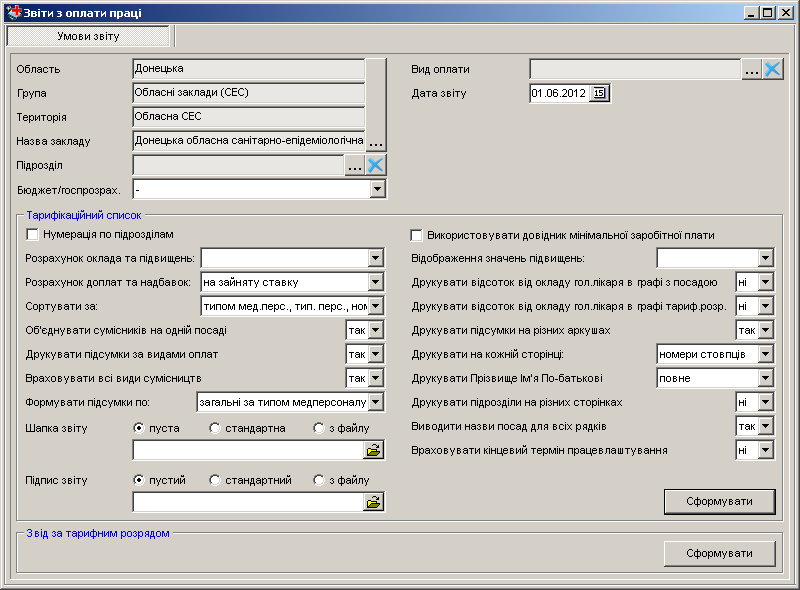 Звіти з оплати праці
Умови звіту
Область Донецька
Група Обласні заклади (СЕС)
Територія Обласна СЕС
Назва закладу Донецька обласна санітарно-епідеміологічна ...
Підрозділ ...
Бюджет/госпрозрах. -
Вид оплати ...
Дата звіту 01.06.2012 15
Тарифікаційний список
Нумерація по підрозділам
Розрахунок оклада та підвищень:
Розрахунок доплат та надбавок: на зайняту ставку
Сортувати за: типом мед.перс., тип. перс., ном
Об'єднувати сумісників на одній посаді так
Друкувати підсумки за видами оплат так
Враховувати всі види сумісництв так
Формувати підсумки по: загальні за типом медперсоналу
Шапка звіту пуста стандартна з файлу
Підпис звіту пустий стандартний з файлу
Використовувати довідник мінімальної заробітної плати
Відображення значень підвищень:
Друкувати відсоток від окладу гол.лікаря в графі з посадою ні
Друкувати відсоток від окладу гол.лікаря в графі тариф.розр. ні
Друкувати підсумки на різних аркушах так
Друкувати на кожній сторінці: номери стовпців
Друкувати Прізвище Ім'я По-батькові повне
Друкувати підрозділи на різних сторінках ні
Виводити назви посад для всіх рядків так
Враховувати кінцевий термін працевлаштування ні
Сформувати
Звід за тарифним розрядом
Сформувати